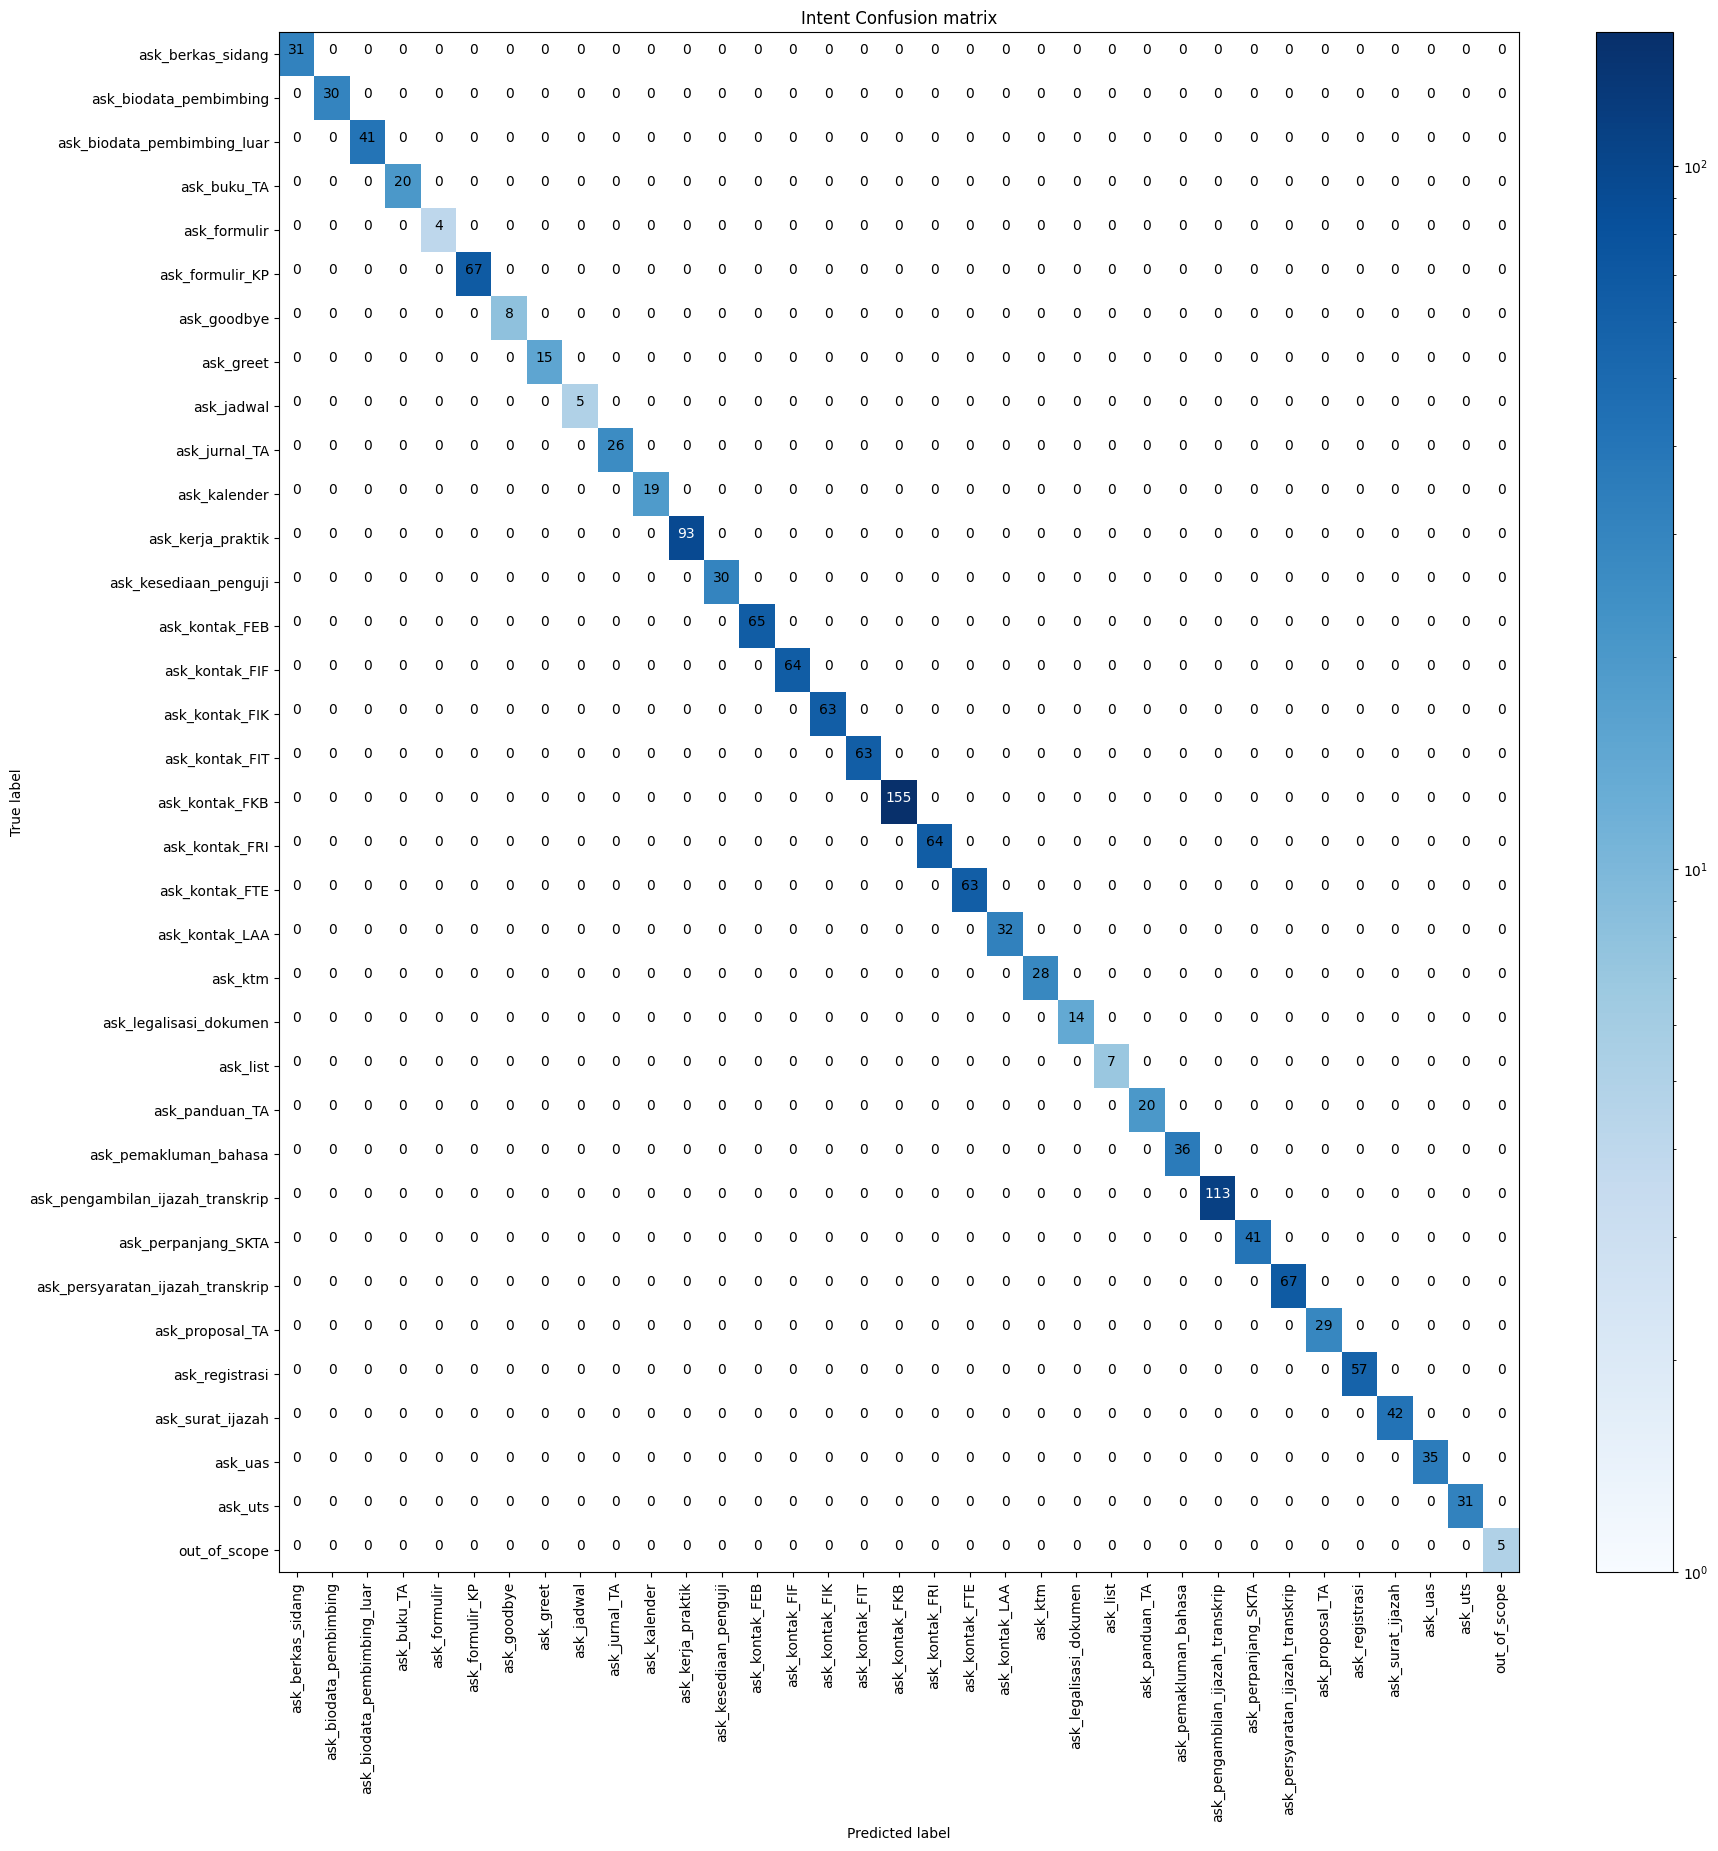 Intent Confusion matrix
ask_berkas_sidang 31 0 0 0 0 0 0 0 0 0 0 0 0 0 0 0 0 0 0 0 0 0 0 0 0 0 0 0 0 0 0 0 0 0 0
ask_biodata_pembimbing 0 30 0 0 0 0 0 0 0 0 0 0 0 0 0 0 0 0 0 0 0 0 0 0 0 0 0 0 0 0 0 0 0 0 0
ask_biodata_pembimbing_luar 0 0 41 0 0 0 0 0 0 0 0 0 0 0 0 0 0 0 0 0 0 0 0 0 0 0 0 0 0 0 0 0 0 0 0
ask_buku_TA 0 0 0 20 0 0 0 0 0 0 0 0 0 0 0 0 0 0 0 0 0 0 0 0 0 0 0 0 0 0 0 0 0 0 0
ask_formulir 0 0 0 0 4 0 0 0 0 0 0 0 0 0 0 0 0 0 0 0 0 0 0 0 0 0 0 0 0 0 0 0 0 0 0
ask_formulir_KP 0 0 0 0 0 67 0 0 0 0 0 0 0 0 0 0 0 0 0 0 0 0 0 0 0 0 0 0 0 0 0 0 0 0 0
ask_goodbye 0 0 0 0 0 0 8 0 0 0 0 0 0 0 0 0 0 0 0 0 0 0 0 0 0 0 0 0 0 0 0 0 0 0 0
ask_greet 0 0 0 0 0 0 0 15 0 0 0 0 0 0 0 0 0 0 0 0 0 0 0 0 0 0 0 0 0 0 0 0 0 0 0
ask_jadwal 0 0 0 0 0 0 0 0 5 0 0 0 0 0 0 0 0 0 0 0 0 0 0 0 0 0 0 0 0 0 0 0 0 0 0
ask_jurnal_TA 0 0 0 0 0 0 0 0 0 26 0 0 0 0 0 0 0 0 0 0 0 0 0 0 0 0 0 0 0 0 0 0 0 0 0
ask_kalender 0 0 0 0 0 0 0 0 0 0 19 0 0 0 0 0 0 0 0 0 0 0 0 0 0 0 0 0 0 0 0 0 0 0 0
ask_kerja_praktik 0 0 0 0 0 0 0 0 0 0 0 93 0 0 0 0 0 0 0 0 0 0 0 0 0 0 0 0 0 0 0 0 0 0 0
ask_kesediaan_penguji 0 0 0 0 0 0 0 0 0 0 0 0 30 0 0 0 0 0 0 0 0 0 0 0 0 0 0 0 0 0 0 0 0 0 0
ask_kontak_FEB 0 0 0 0 0 0 0 0 0 0 0 0 0 65 0 0 0 0 0 0 0 0 0 0 0 0 0 0 0 0 0 0 0 0 0
ask_kontak_FIF 0 0 0 0 0 0 0 0 0 0 0 0 0 0 64 0 0 0 0 0 0 0 0 0 0 0 0 0 0 0 0 0 0 0 0
ask_kontak_FIK 0 0 0 0 0 0 0 0 0 0 0 0 0 0 0 63 0 0 0 0 0 0 0 0 0 0 0 0 0 0 0 0 0 0 0
ask_kontak_FIT 0 0 0 0 0 0 0 0 0 0 0 0 0 0 0 0 63 0 0 0 0 0 0 0 0 0 0 0 0 0 0 0 0 0 0
ask_kontak_FKB 0 0 0 0 0 0 0 0 0 0 0 0 0 0 0 0 0 155 0 0 0 0 0 0 0 0 0 0 0 0 0 0 0 0 0
ask_kontak_FRI 0 0 0 0 0 0 0 0 0 0 0 0 0 0 0 0 0 0 64 0 0 0 0 0 0 0 0 0 0 0 0 0 0 0 0
ask_kontak_FTE 0 0 0 0 0 0 0 0 0 0 0 0 0 0 0 0 0 0 0 63 0 0 0 0 0 0 0 0 0 0 0 0 0 0 0
ask_kontak_LAA 0 0 0 0 0 0 0 0 0 0 0 0 0 0 0 0 0 0 0 0 32 0 0 0 0 0 0 0 0 0 0 0 0 0 0
ask_ktm 0 0 0 0 0 0 0 0 0 0 0 0 0 0 0 0 0 0 0 0 0 28 0 0 0 0 0 0 0 0 0 0 0 0 0
ask_legalisasi_dokumen 0 0 0 0 0 0 0 0 0 0 0 0 0 0 0 0 0 0 0 0 0 0 14 0 0 0 0 0 0 0 0 0 0 0 0
ask_list 0 0 0 0 0 0 0 0 0 0 0 0 0 0 0 0 0 0 0 0 0 0 0 7 0 0 0 0 0 0 0 0 0 0 0
ask_panduan_TA 0 0 0 0 0 0 0 0 0 0 0 0 0 0 0 0 0 0 0 0 0 0 0 0 20 0 0 0 0 0 0 0 0 0 0
ask_pemakluman_bahasa 0 0 0 0 0 0 0 0 0 0 0 0 0 0 0 0 0 0 0 0 0 0 0 0 0 36 0 0 0 0 0 0 0 0 0
ask_pengambilan_ijazah_transkrip 0 0 0 0 0 0 0 0 0 0 0 0 0 0 0 0 0 0 0 0 0 0 0 0 0 0 113 0 0 0 0 0 0 0 0
ask_perpanjang_SKTA 0 0 0 0 0 0 0 0 0 0 0 0 0 0 0 0 0 0 0 0 0 0 0 0 0 0 0 41 0 0 0 0 0 0 0
ask_persyaratan_ijazah_transkrip 0 0 0 0 0 0 0 0 0 0 0 0 0 0 0 0 0 0 0 0 0 0 0 0 0 0 0 0 67 0 0 0 0 0 0
ask_proposal_TA 0 0 0 0 0 0 0 0 0 0 0 0 0 0 0 0 0 0 0 0 0 0 0 0 0 0 0 0 0 29 0 0 0 0 0
ask_registrasi 0 0 0 0 0 0 0 0 0 0 0 0 0 0 0 0 0 0 0 0 0 0 0 0 0 0 0 0 0 0 57 0 0 0 0
ask_surat_ijazah 0 0 0 0 0 0 0 0 0 0 0 0 0 0 0 0 0 0 0 0 0 0 0 0 0 0 0 0 0 0 0 42 0 0 0
ask_uas 0 0 0 0 0 0 0 0 0 0 0 0 0 0 0 0 0 0 0 0 0 0 0 0 0 0 0 0 0 0 0 0 35 0 0
ask_uts 0 0 0 0 0 0 0 0 0 0 0 0 0 0 0 0 0 0 0 0 0 0 0 0 0 0 0 0 0 0 0 0 0 31 0
out_of_scope 0 0 0 0 0 0 0 0 0 0 0 0 0 0 0 0 0 0 0 0 0 0 0 0 0 0 0 0 0 0 0 0 0 0 5
True label
ask_berkas_sidang
ask_biodata_pembimbing
ask_biodata_pembimbing_luar
ask_buku_TA
ask_formulir
ask_formulir_KP
ask_goodbye
ask_greet
ask_jadwal
ask_jurnal_TA
ask_kalender
ask_kerja_praktik
ask_kesediaan_penguji
ask_kontak_FEB
ask_kontak_FIF
ask_kontak_FIK
ask_kontak_FIT
ask_kontak_FKB
ask_kontak_FRI
ask_kontak_FTE
ask_kontak_LAA
ask_ktm
ask_legalisasi_dokumen
ask_list
ask_panduan_TA
ask_pemakluman_bahasa
ask_pengambilan_ijazah_transkrip
ask_perpanjang_SKTA
ask_persyaratan_ijazah_transkrip
ask_proposal_TA
ask_registrasi
ask_surat_ijazah
ask_uas
ask_uts
out_of_scope
Predicted label
10²
10¹
10⁰